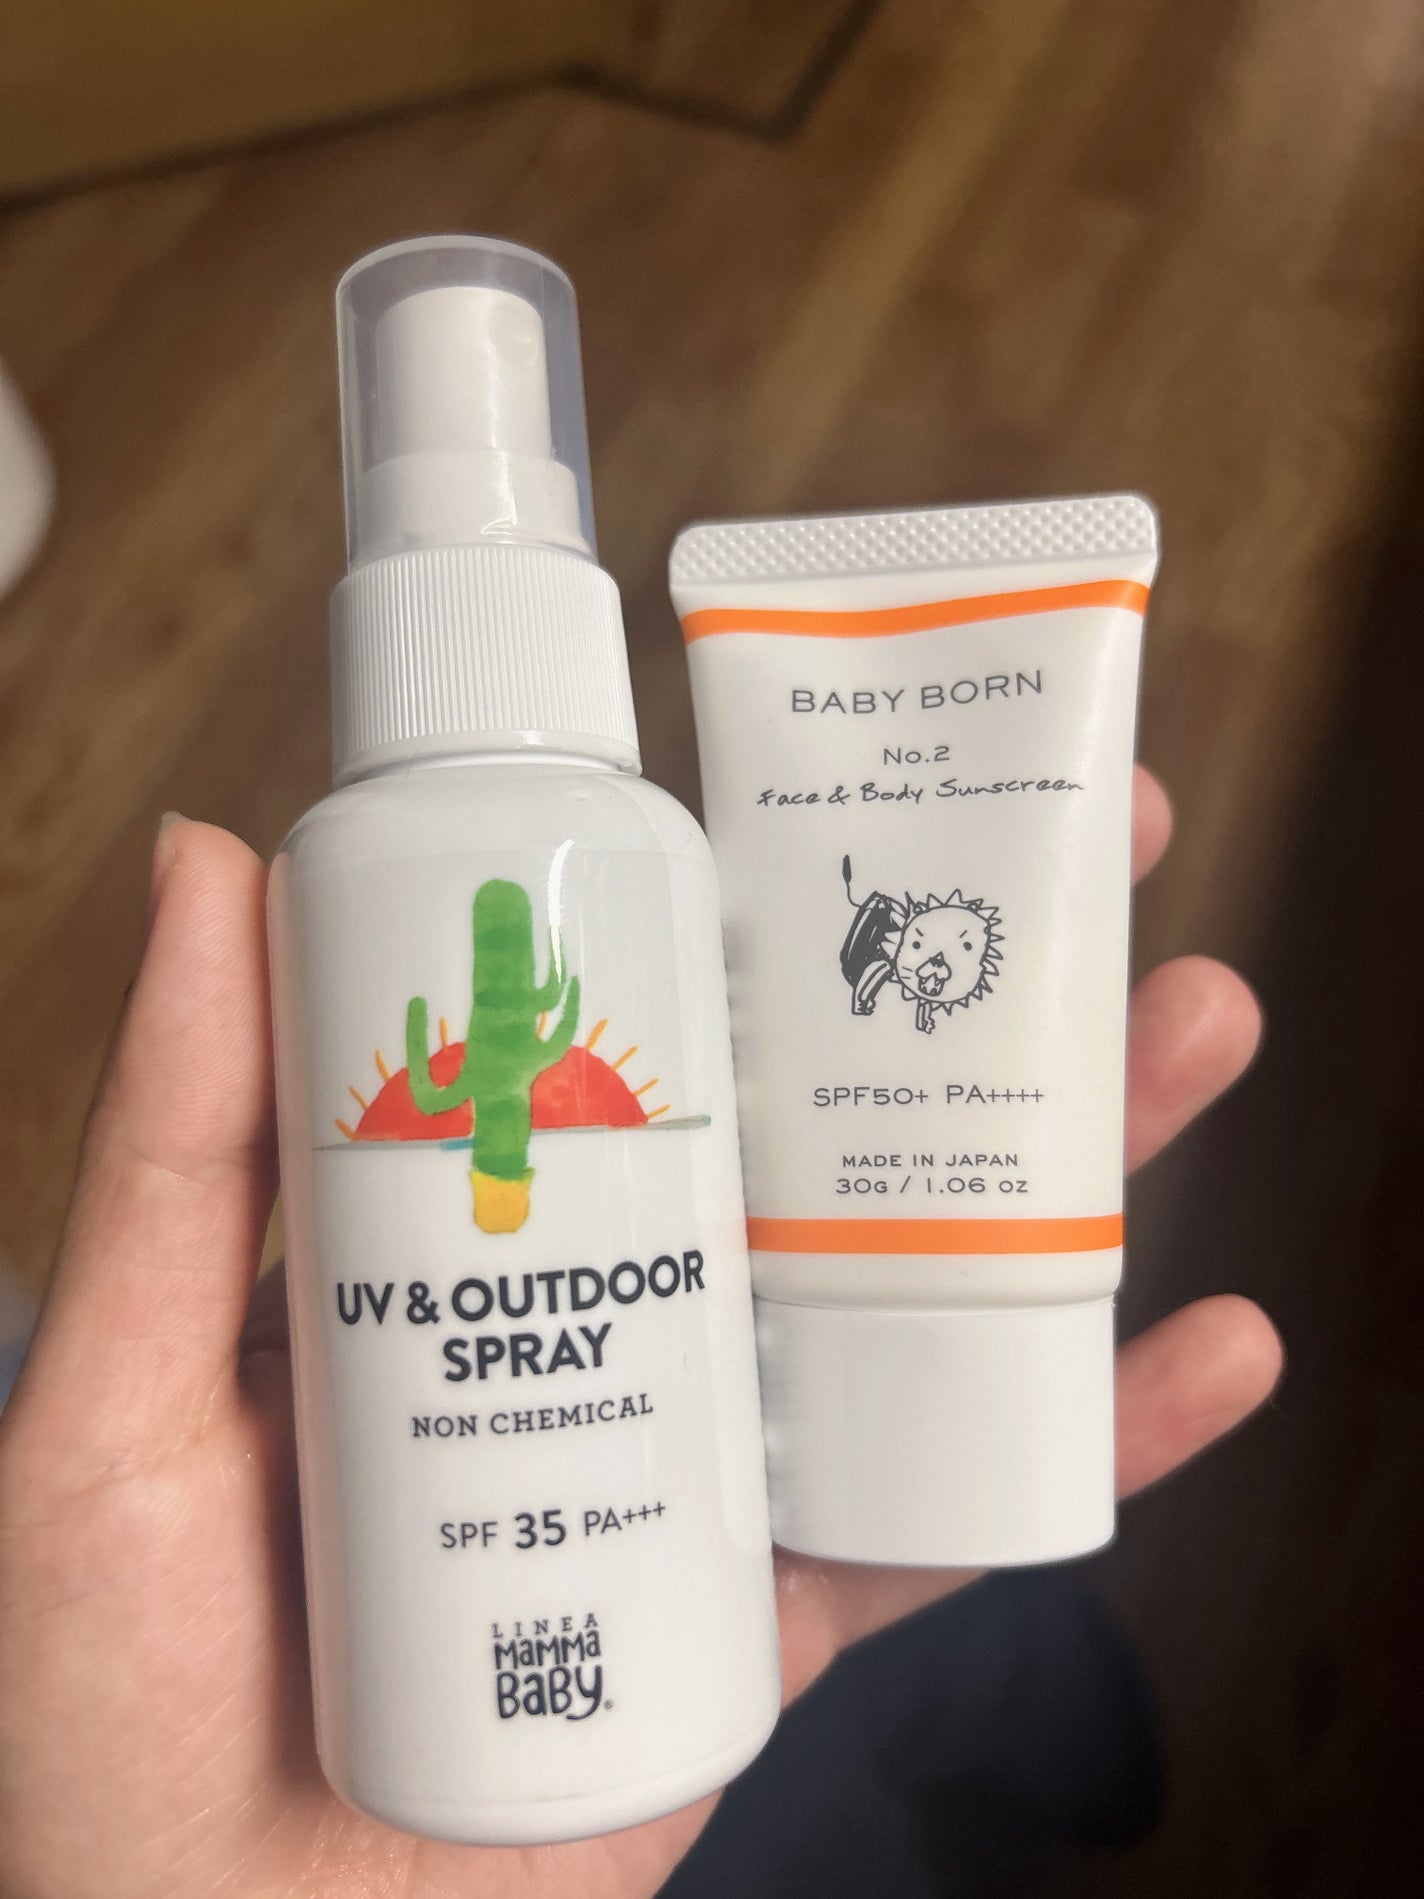 UV & OUTDOOR
SPRAY
NON CHEMICAL
SPF 35 PA+++
LINEA
MAMMA
BABY®
BABY BORN
No.2
Face & Body Sunscreen
SPF50+ PA++++
MADE IN JAPAN
30G / 1.06 OZ